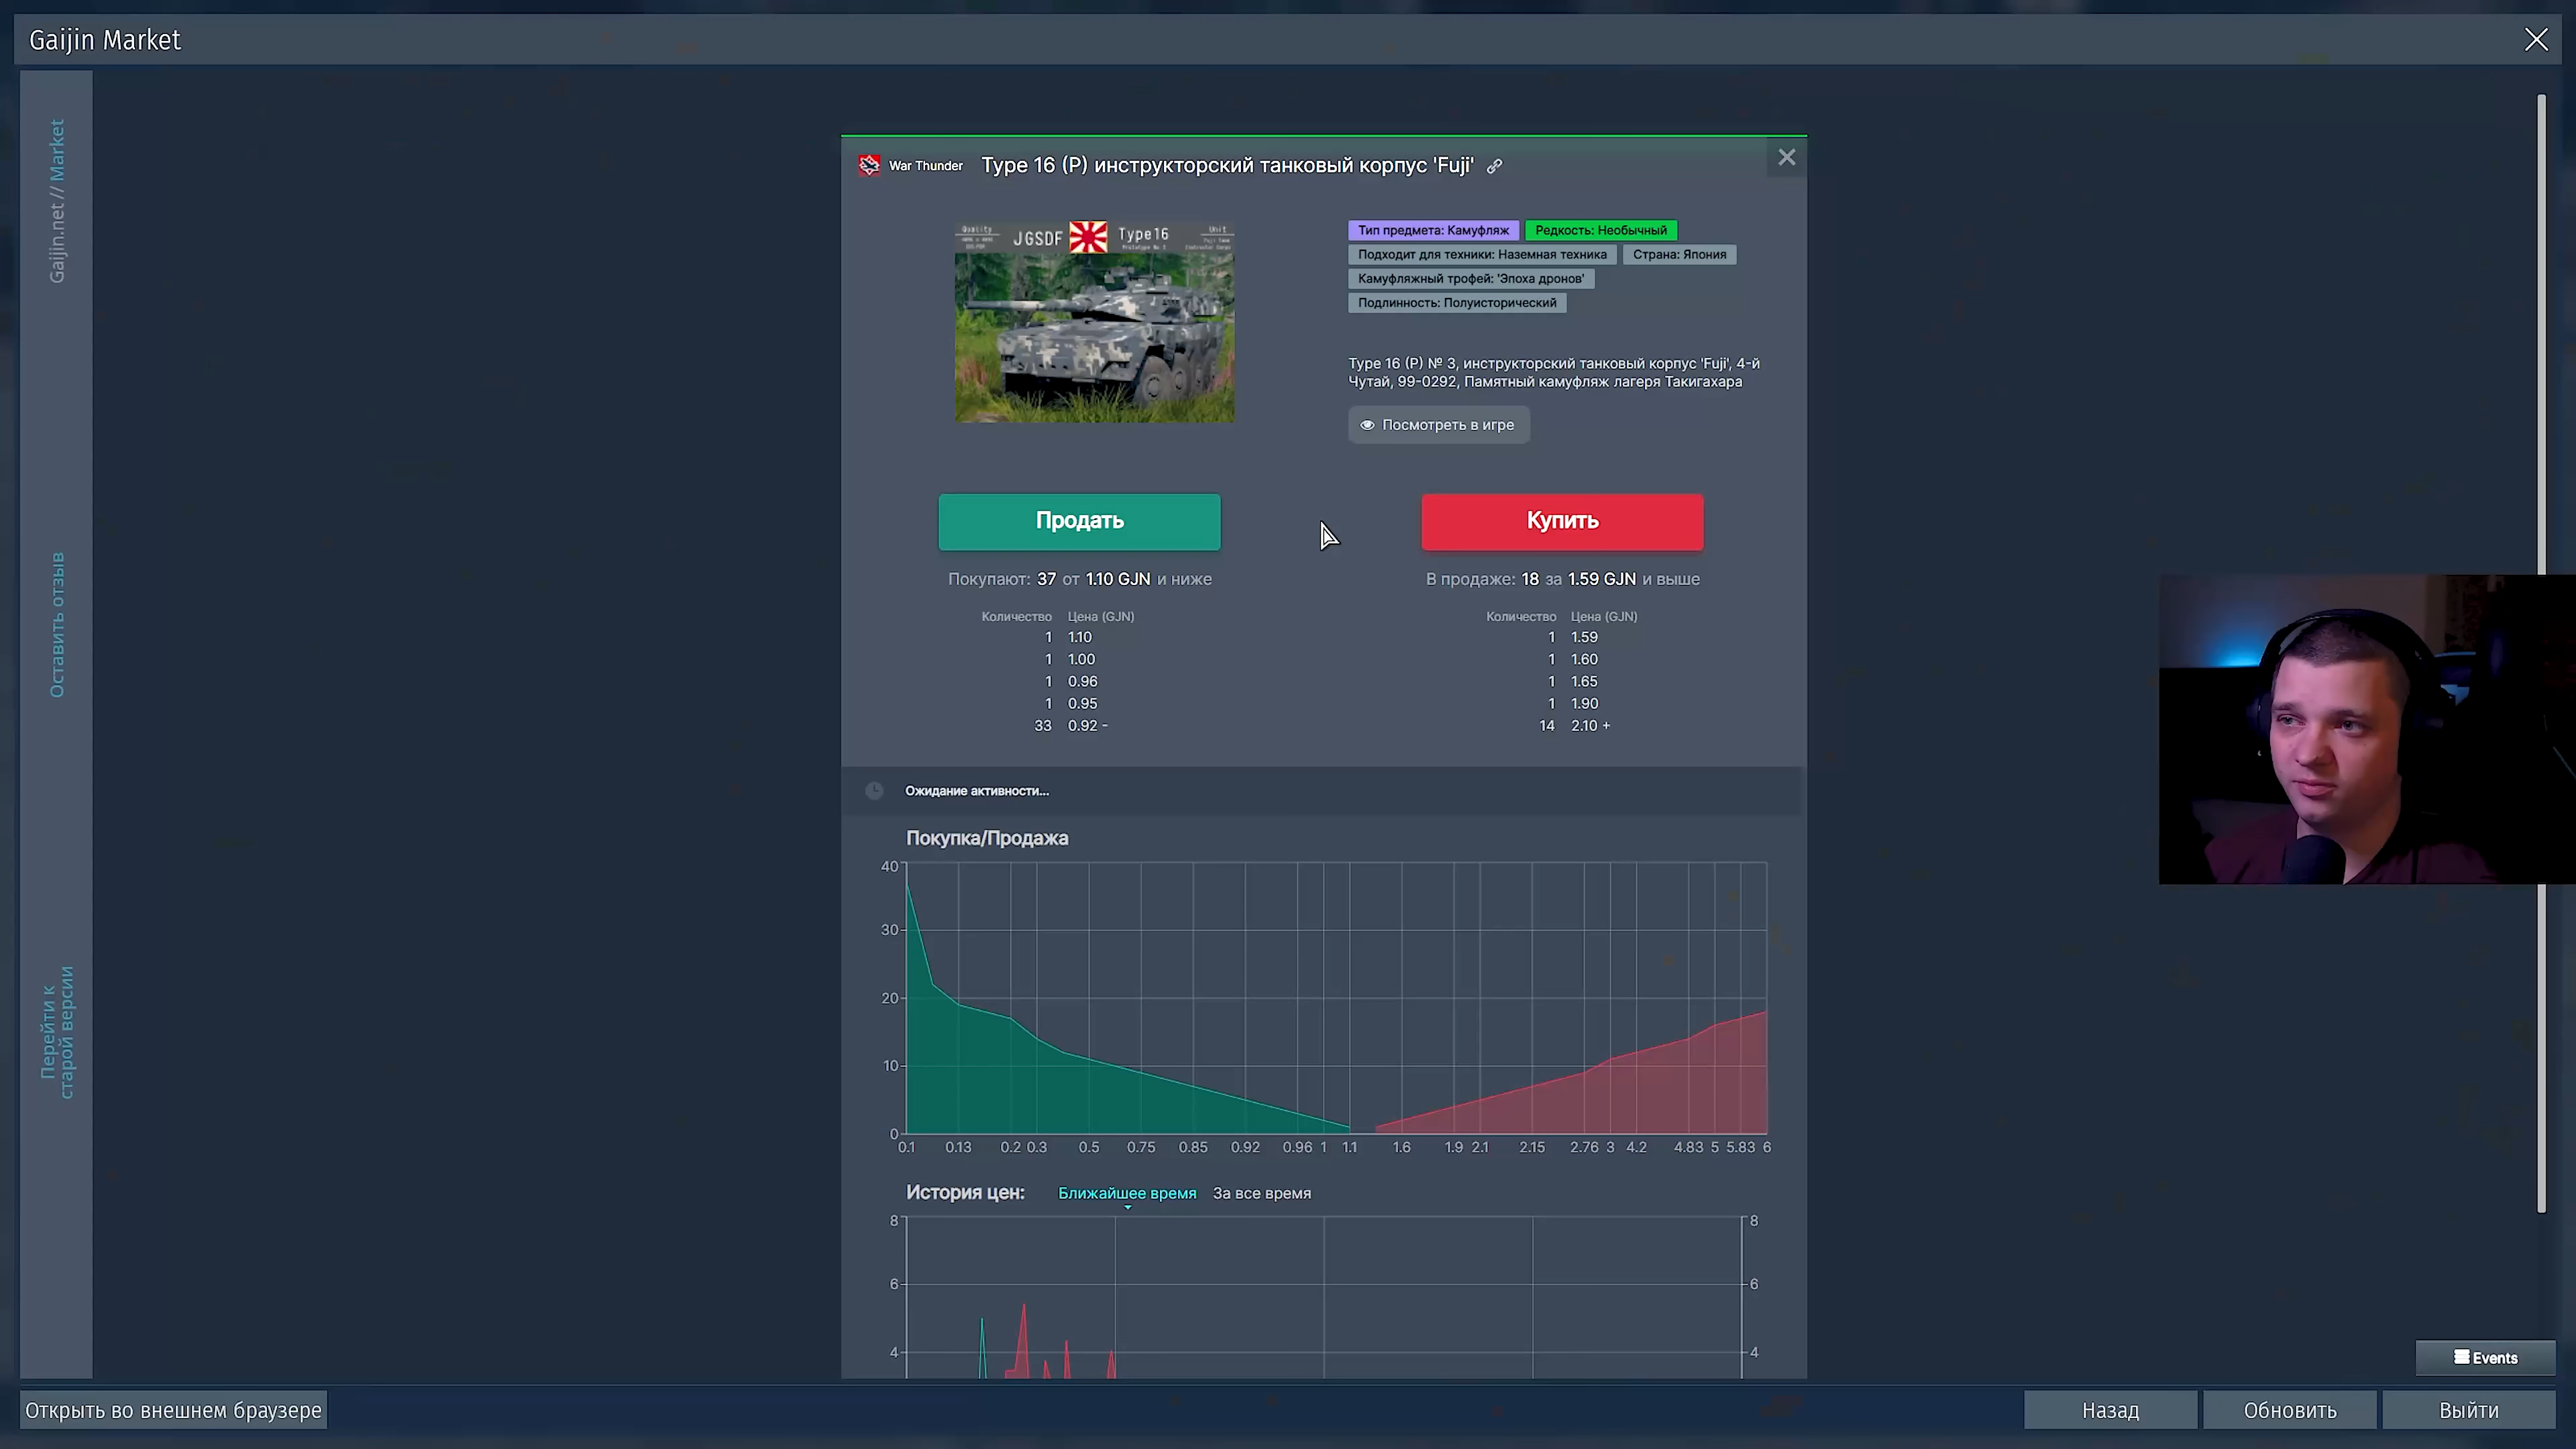 Gaijin Market
Gaijin.net // Market
Оставить отзыв
Перейти к
старой версии
War Thunder Type 16 (P) инструкторский танковый корпус 'Fuji'
Quality JGSDF Type16 Unit
Тип предмета: Камуфляж Редкость: Необычный
Подходит для техники: Наземная техника Страна: Япония
Камуфляжный трофей: 'Эпоха дронов'
Подлинность: Полуисторический
Type 16 (P) № 3, инструкторский танковый корпус 'Fuji', 4-й
Чутай, 99-0292, Памятный камуфляж лагеря Такигахара
Посмотреть в игре
Продать
Купить
Покупают: 37 от 1.10 GJN и ниже
В продаже: 18 за 1.59 GJN и выше
Количество Цена (GJN)
1 1.10
1 1.00
1 0.96
1 0.95
33 0.92 -
Количество Цена (GJN)
1 1.59
1 1.60
1 1.65
1 1.90
14 2.10 +
Ожидание активности...
Покупка/Продажа
40
30
20
10
0
0.1 0.13 0.2 0.3 0.5 0.75 0.85 0.92 0.96 1 1.1 1.6 1.9 2.1 2.15 2.76 3 4.2 4.83 5 5.83 6
История цен: Ближайшее время За все время
8 8
6 6
4 4
Events
Открыть во внешнем браузере
Назад
Обновить
Выйти